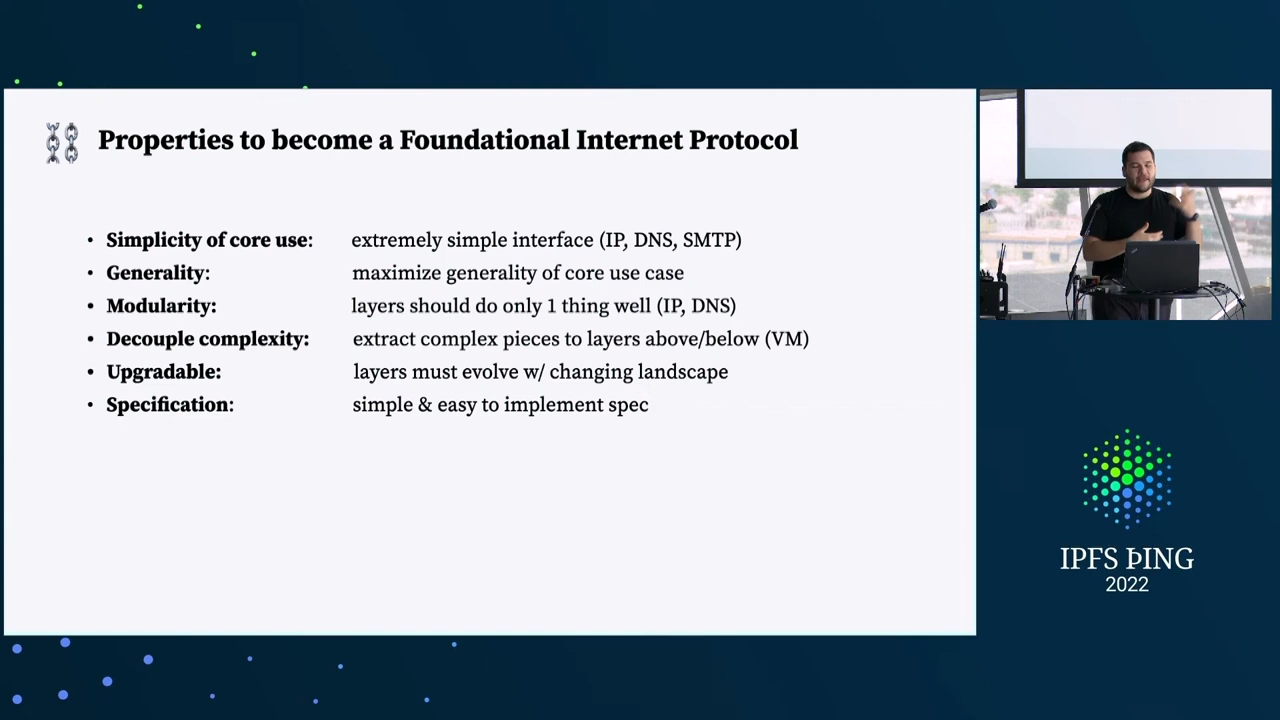 Properties to become a Foundational Internet Protocol
• Simplicity of core use: extremely simple interface (IP, DNS, SMTP)
• Generality: maximize generality of core use case
• Modularity: layers should do only 1 thing well (IP, DNS)
• Decouple complexity: extract complex pieces to layers above/below (VM)
• Upgradable: layers must evolve w/ changing landscape
• Specification: simple & easy to implement spec
IPFS ÞING
2022